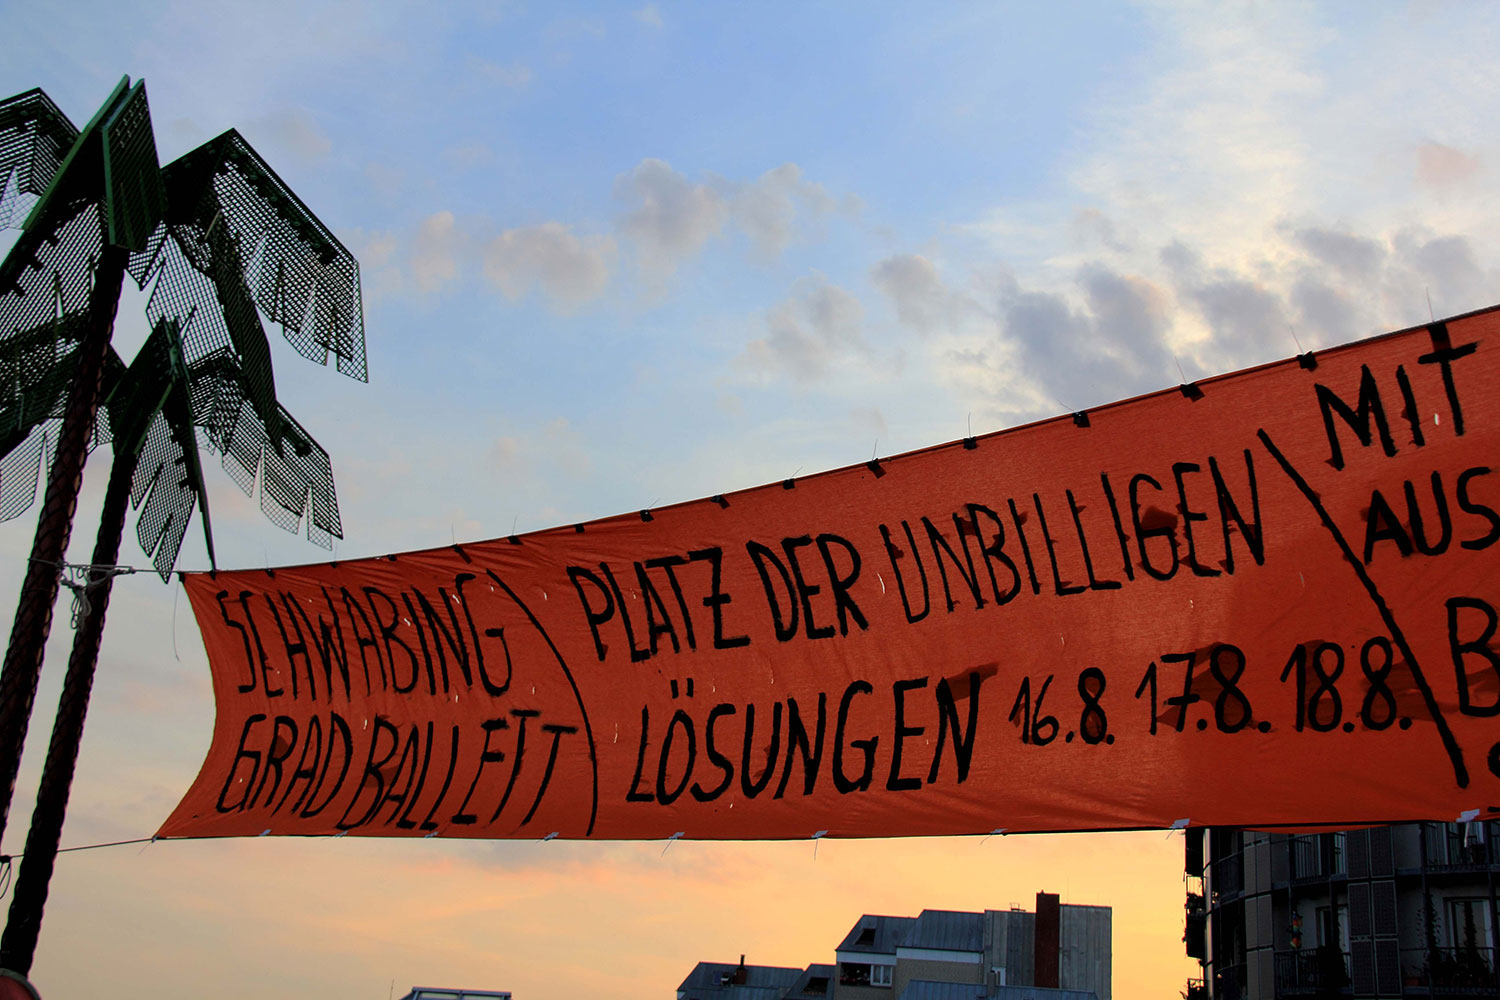 SCHWABING
GRAD BALLETT
PLATZ DER UNBILLIGEN
LÖSUNGEN 16.8. 17.8. 18.8.
MIT
AUS